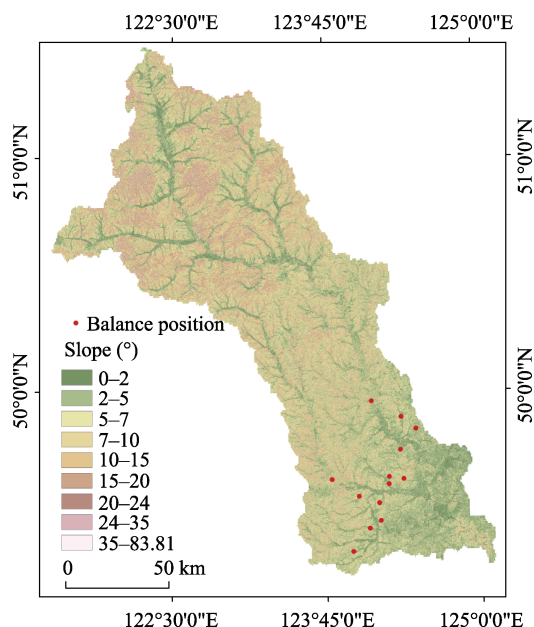 122°30'0"E 123°45'0"E 125°0'0"E
51°0'0"N
51°0'0"N
50°0'0"N
50°0'0"N
Balance position
Slope (°)
0–2
2–5
5–7
7–10
10–15
15–20
20–24
24–35
35–83.81
0 50 km
122°30'0"E 123°45'0"E 125°0'0"E